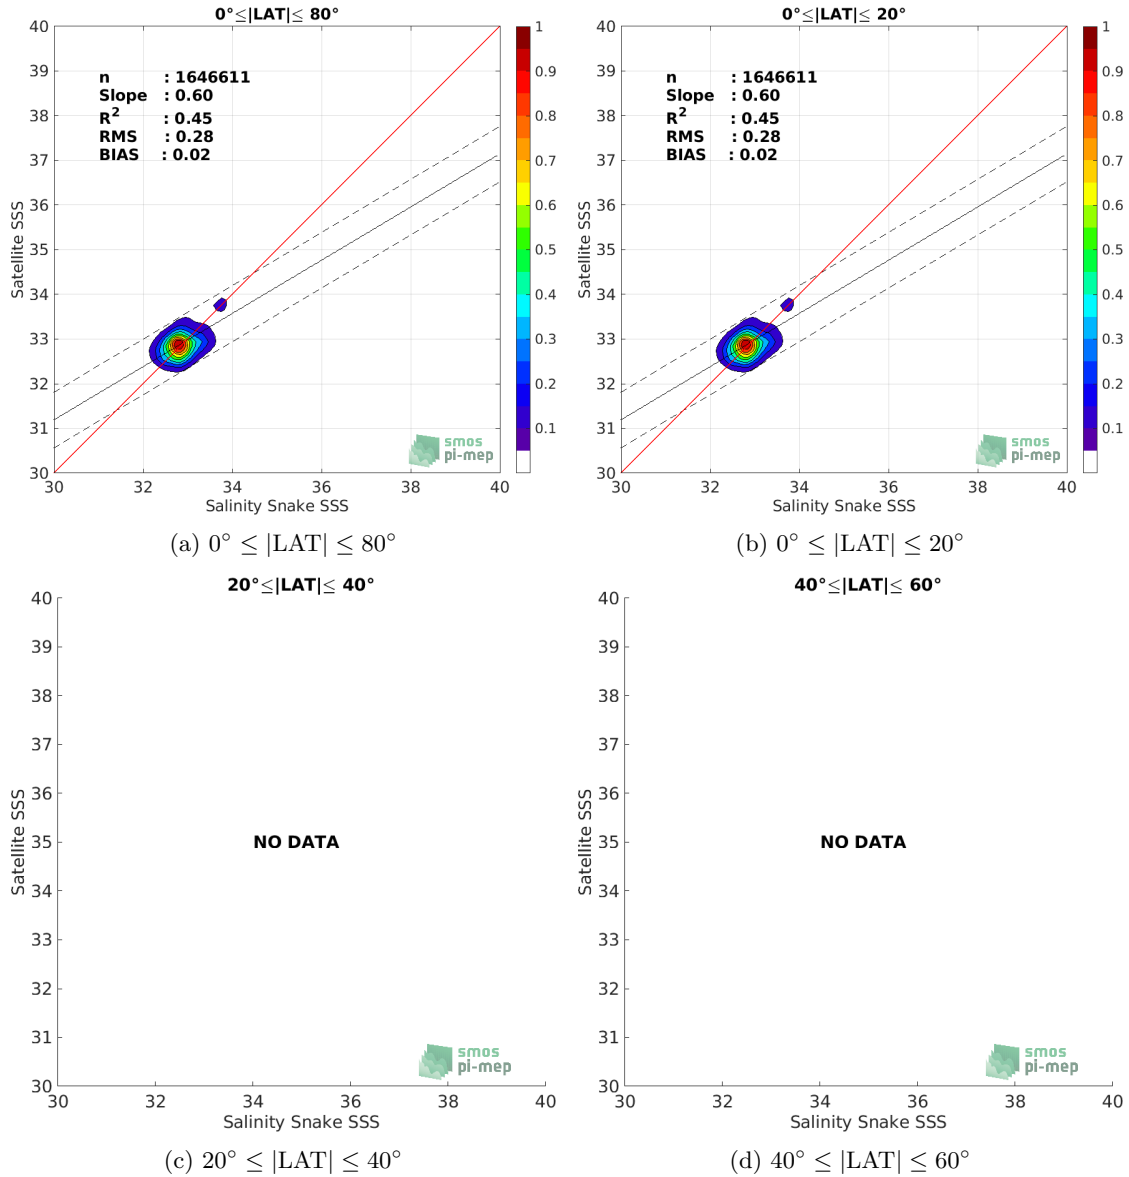 0°≤|LAT|≤ 80°
n : 1646611
Slope : 0.60
R² : 0.45
RMS : 0.28
BIAS : 0.02
40
39
38
37
36
35
34
33
32
31
30
30 32 34 36 38 40
Satellite SSS
Salinity Snake SSS
1
0.9
0.8
0.7
0.6
0.5
0.4
0.3
0.2
0.1
smos
pi-mep
(a) 0° ≤ |LAT| ≤ 80°
0°≤|LAT|≤ 20°
n : 1646611
Slope : 0.60
R² : 0.45
RMS : 0.28
BIAS : 0.02
40
39
38
37
36
35
34
33
32
31
30
30 32 34 36 38 40
Satellite SSS
Salinity Snake SSS
1
0.9
0.8
0.7
0.6
0.5
0.4
0.3
0.2
0.1
smos
pi-mep
(b) 0° ≤ |LAT| ≤ 20°
20°≤|LAT|≤ 40°
40
39
38
37
36
35
34
33
32
31
30
30 32 34 36 38 40
Satellite SSS
NO DATA
Salinity Snake SSS
smos
pi-mep
(c) 20° ≤ |LAT| ≤ 40°
40°≤|LAT|≤ 60°
40
39
38
37
36
35
34
33
32
31
30
30 32 34 36 38 40
Satellite SSS
NO DATA
Salinity Snake SSS
smos
pi-mep
(d) 40° ≤ |LAT| ≤ 60°